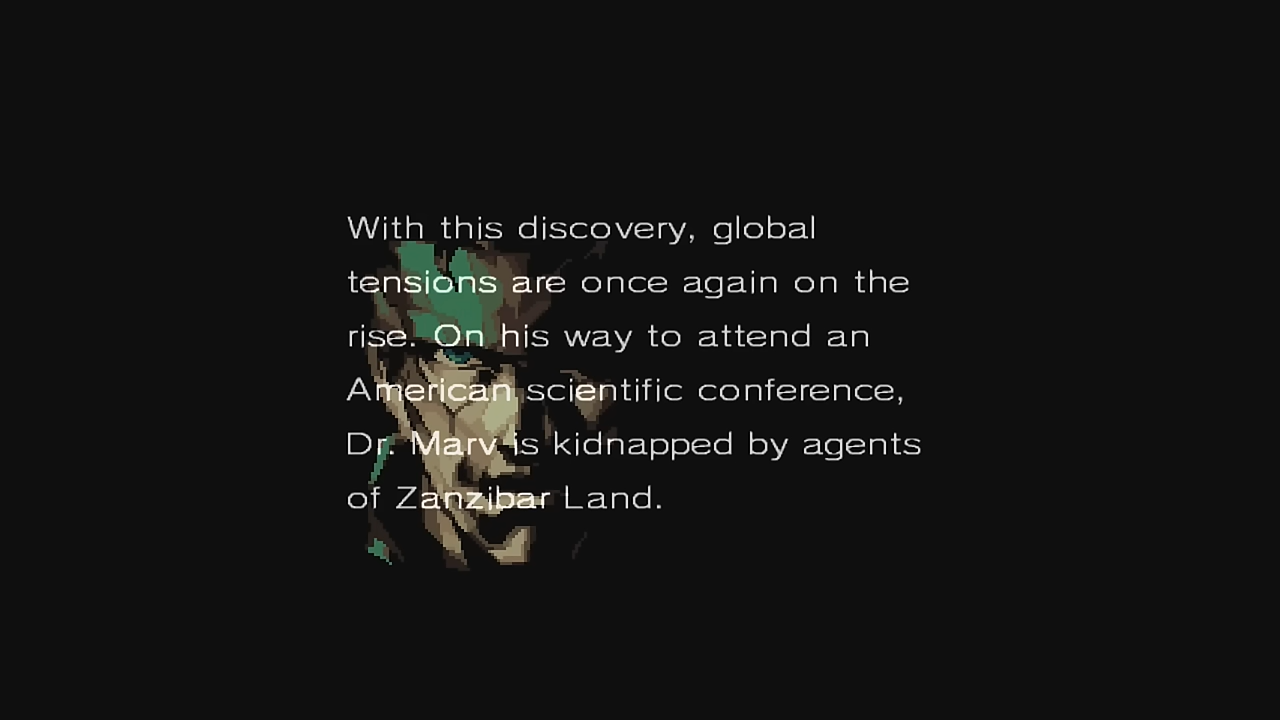 With this discovery, global
tensions are once again on the
rise. On his way to attend an
American scientific conference,
Dr. Marv is kidnapped by agents
of Zanzibar Land.